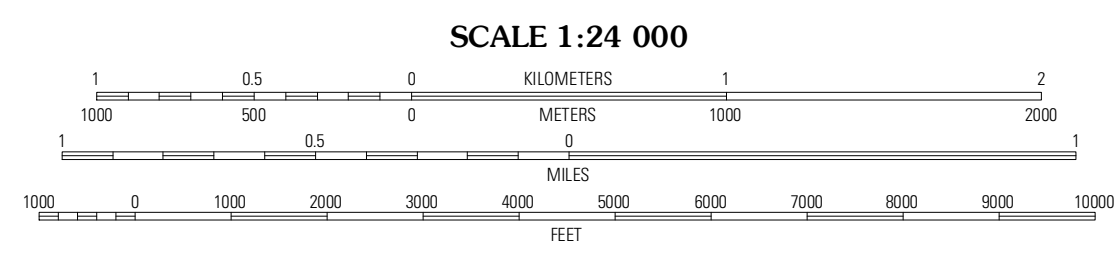 SCALE 1:24 000
1 0.5 0 KILOMETERS 1 2
1000 500 0 METERS 1000 2000
1 0.5 0 1
MILES
1000 0 1000 2000 3000 4000 5000 6000 7000 8000 9000 10000
FEET